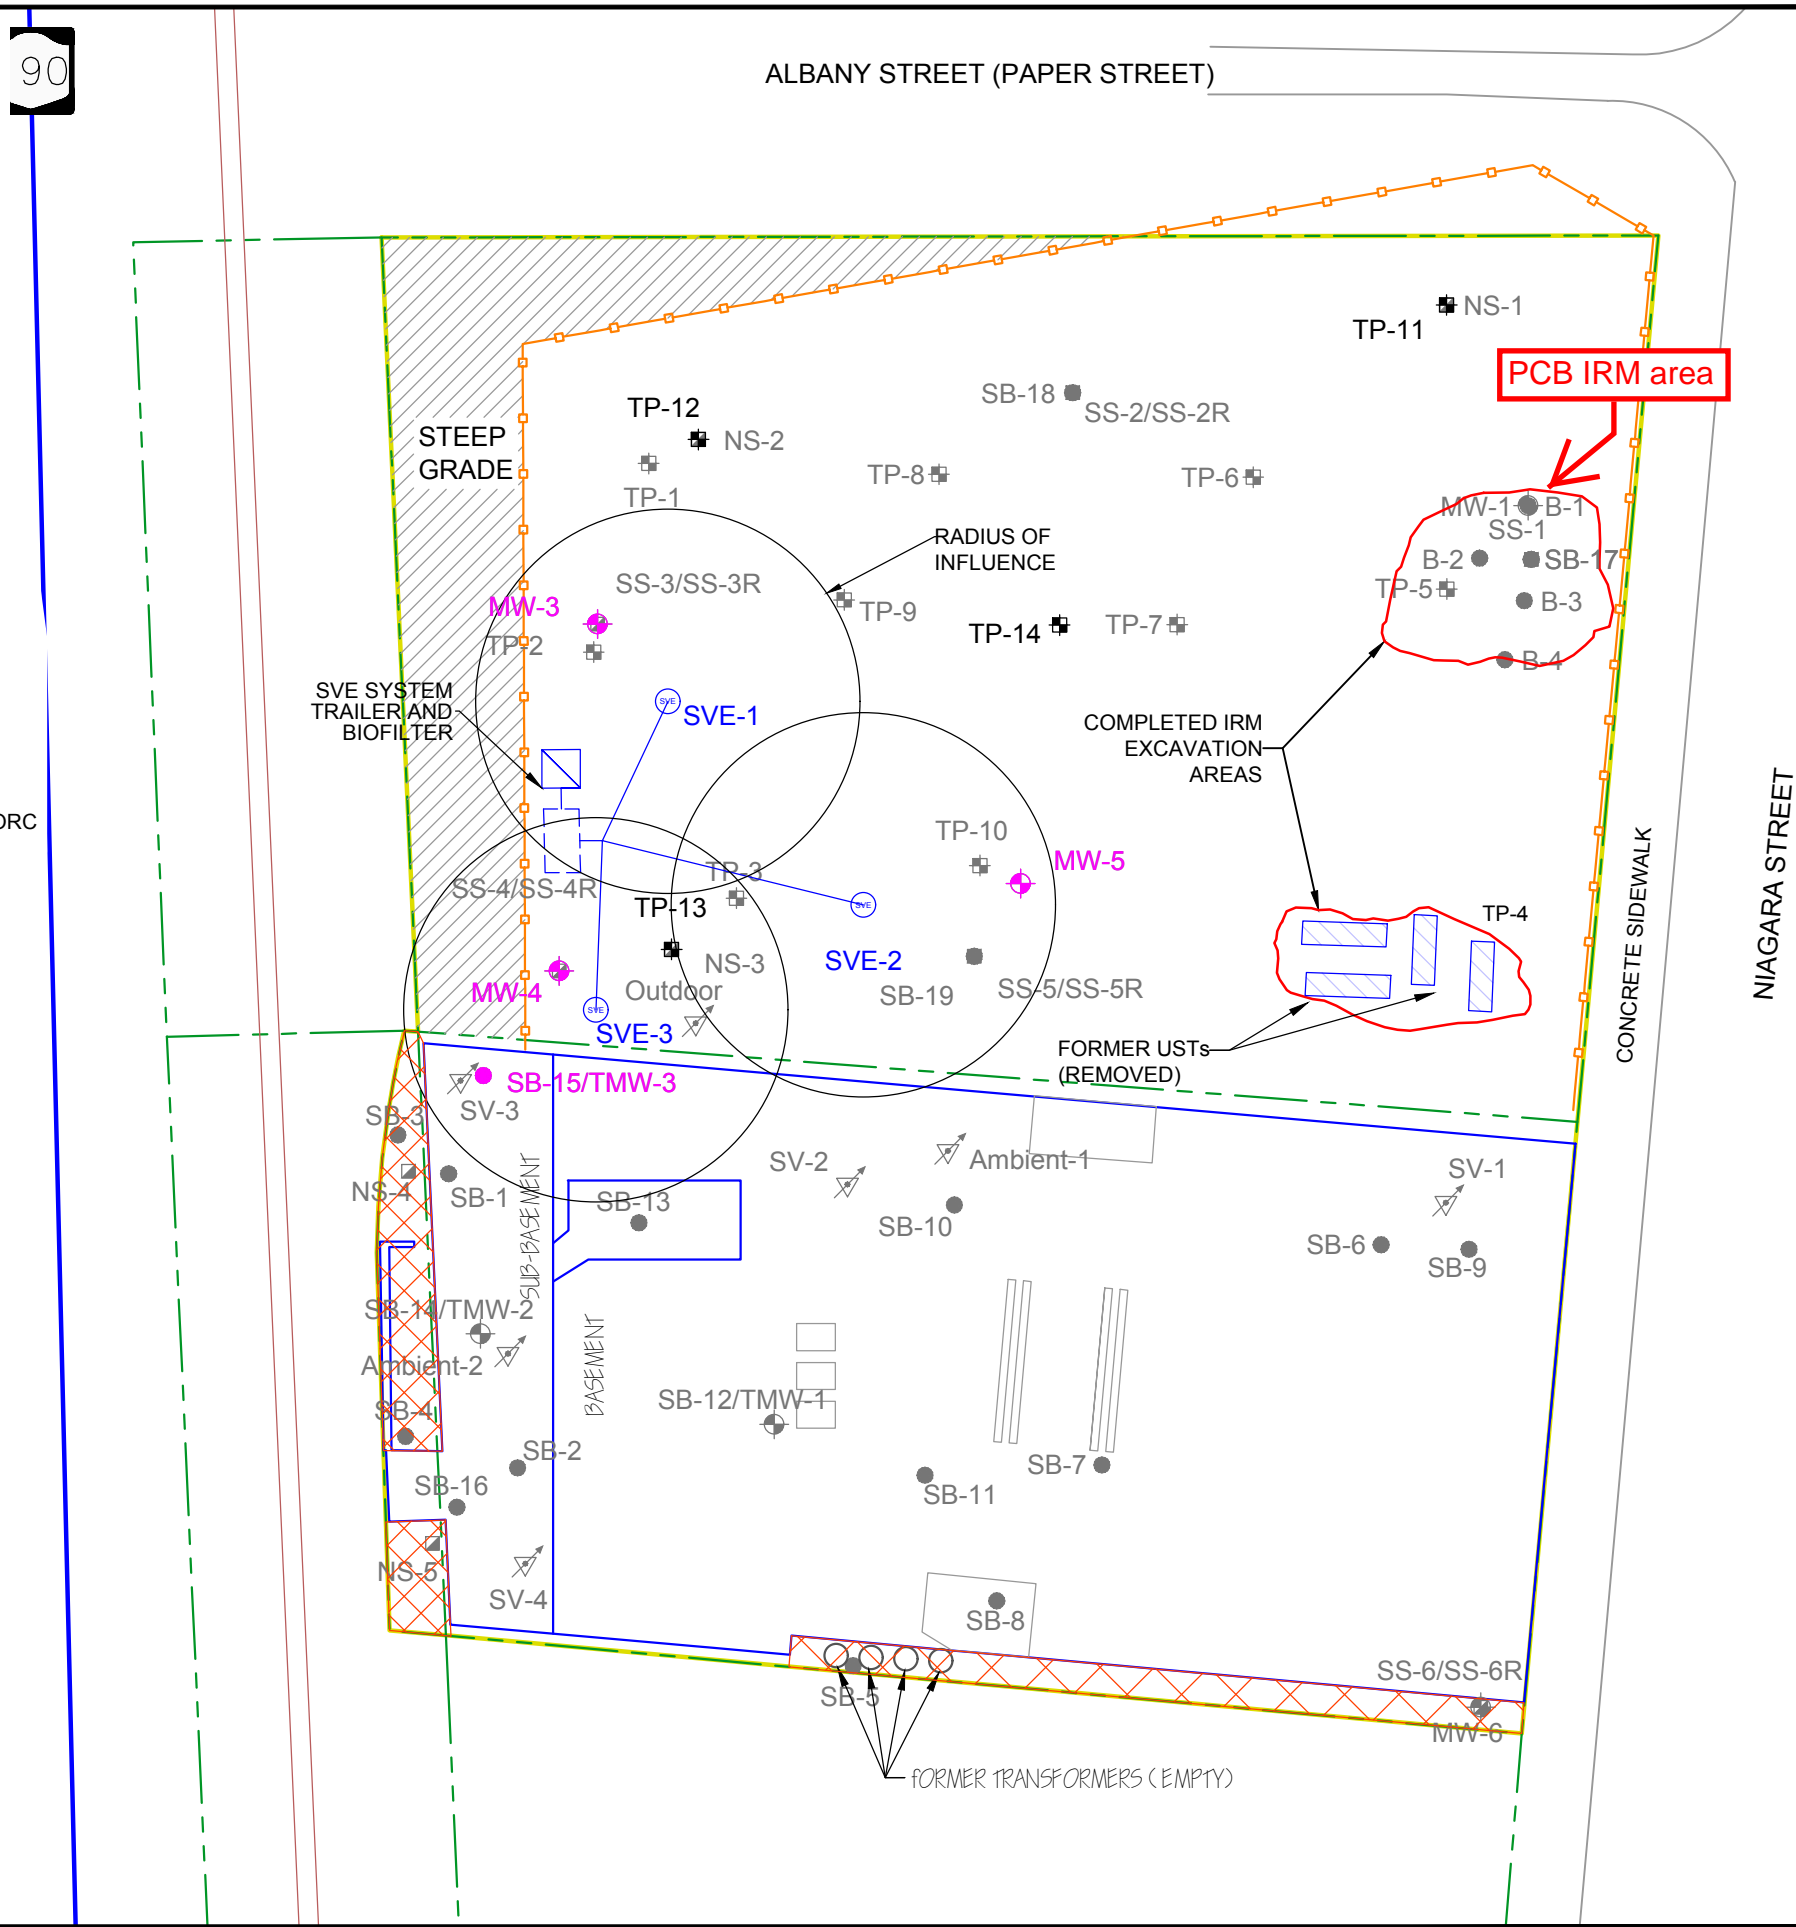 90
ALBANY STREET (PAPER STREET)
TP-11
NS-1
PCB IRM area
TP-12
NS-2
TP-1
SB-18
SS-2/SS-2R
TP-8
TP-6
STEEP
GRADE
MW-1
B-1
SS-1
B-2
SB-17
TP-5
B-3
B-4
RADIUS OF
INFLUENCE
SS-3/SS-3R
MW-3
TP-2
TP-9
TP-14
TP-7
SVE SYSTEM
TRAILER AND
BIOFILTER
SVE
SVE-1
COMPLETED IRM
EXCAVATION
AREAS
ORC
TP-10
MW-5
TP-3
SS-4/SS-4R
TP-13
SVE
SVE-2
NS-3
MW-4
Outdoor
SVE
SVE-3
SB-19
SS-5/SS-5R
TP-4
FORMER USTs
(REMOVED)
CONCRETE SIDEWALK
NIAGARA STREET
SB-15/TMW-3
SV-3
SB-3
NS-4
SB-1
SUB-BASEMENT
SB-13
SV-2
Ambient-1
SB-10
SV-1
SB-6
SB-9
SB-14/TMW-2
Ambient-2
BASEMENT
SB-12/TMW-1
SB-4
SB-2
SB-16
SB-7
SB-11
NS-5
SV-4
SB-8
SB-5
SS-6/SS-6R
MW-6
fORMER TRANSFORMERS (EMPTY)